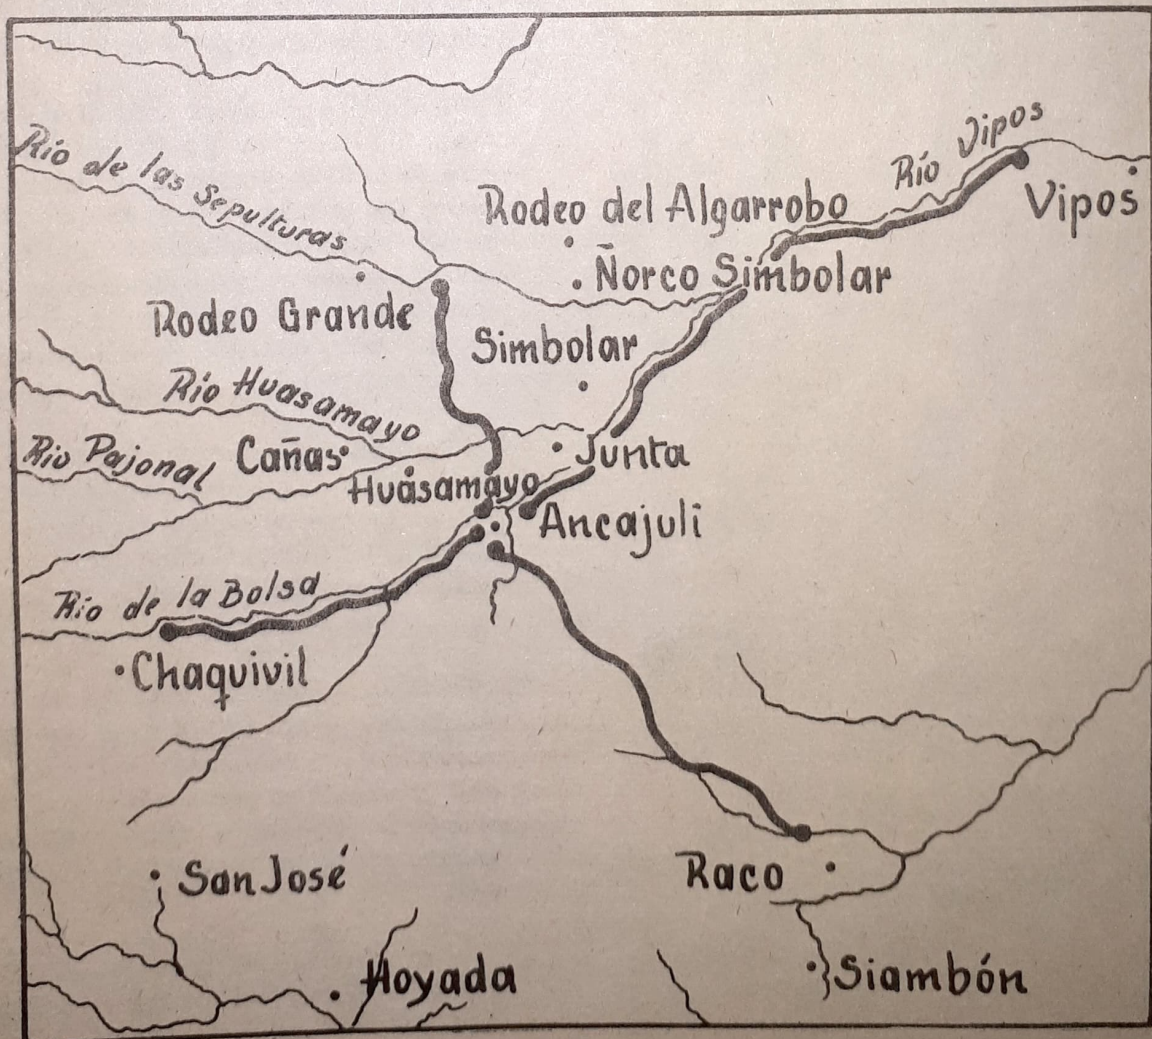 Río Vipos
Río de las Sepulturas
Rodeo del Algarrobo
Vipos
Ñorco Simbolar
Rodeo Grande
Simbolar
Río Huasamayo
Río Pajonal
Cañas
Junta
Huasamayo
Ancajuli
Río de la Bolsa
Chaquivil
San José
Raco
Hoyada
Siambón